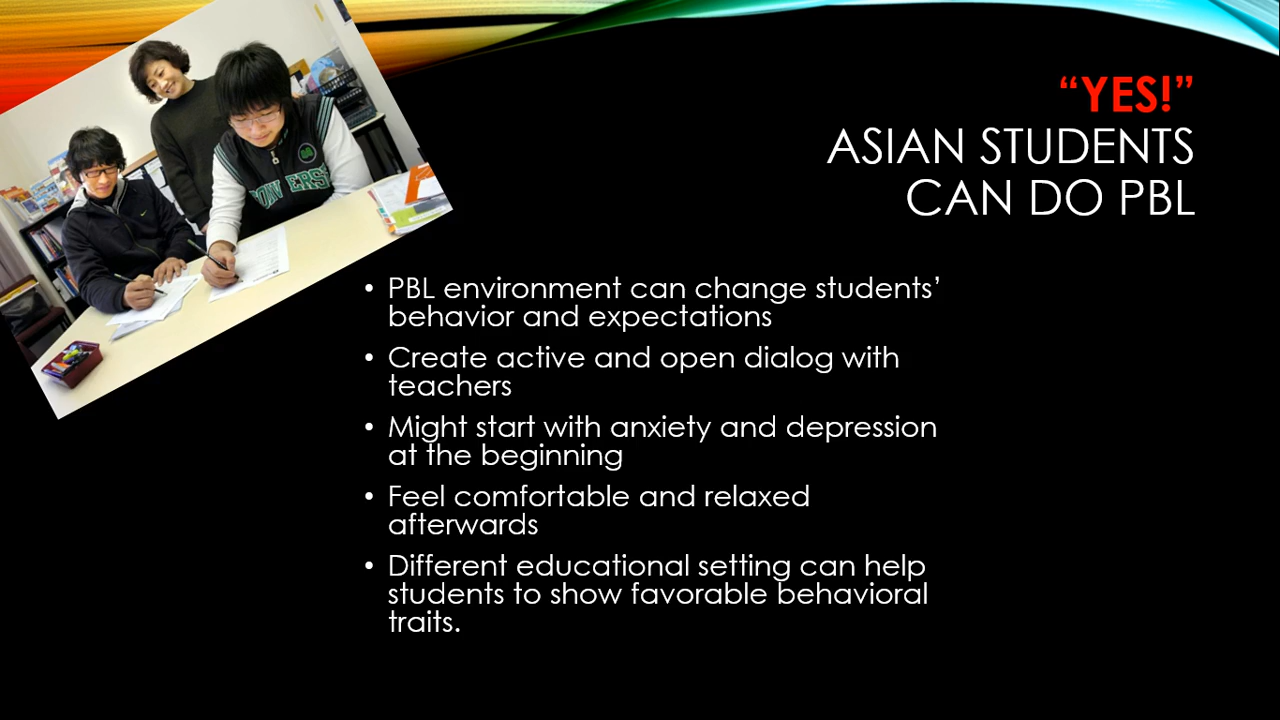 “YES!”
ASIAN STUDENTS
CAN DO PBL
• PBL environment can change students’
behavior and expectations
• Create active and open dialog with
teachers
• Might start with anxiety and depression
at the beginning
• Feel comfortable and relaxed
afterwards
• Different educational setting can help
students to show favorable behavioral
traits.